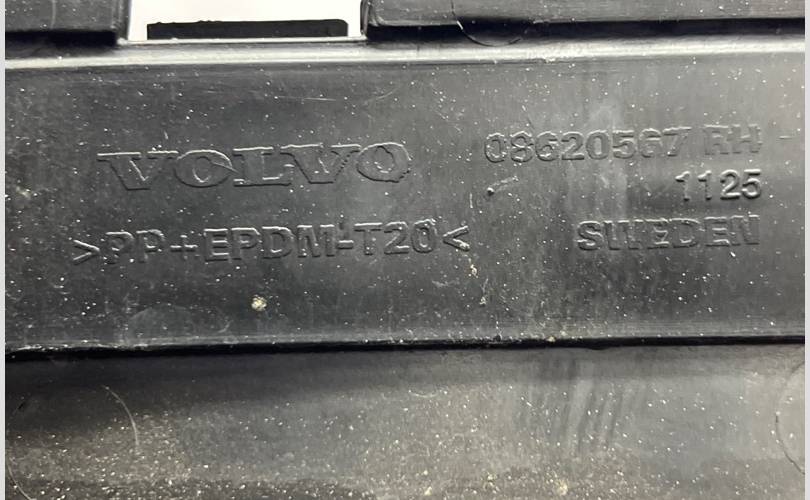 VOLVO
>PP+EPDM-T20<
08620567 RH
1125
SWEDEN